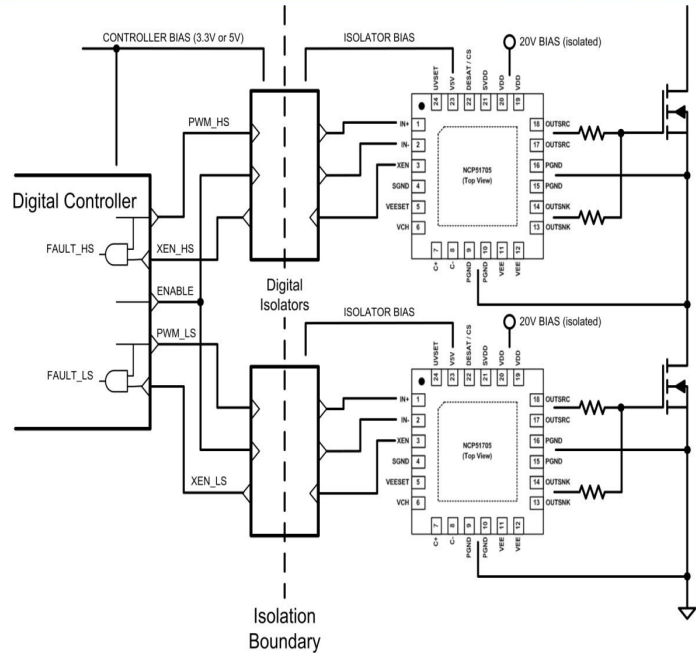 CONTROLLER BIAS (3.3V or 5V)
ISOLATOR BIAS
20V BIAS (isolated)
UVSET
V5V
DESAT / CS
SVDD
VDD
VDD
24
23
22
21
20
19
PWM_HS
IN+
1
IN-
2
XEN
3
SGND
4
VEESET
5
VCH
6
NCP51705
(Top View)
18
OUTSRC
17
OUTSRC
16
PGND
15
PGND
14
OUTSNK
13
OUTSNK
7
8
9
10
11
12
C+
C-
PGND
PGND
VEE
VEE
Digital Controller
FAULT_HS
XEN_HS
ENABLE
PWM_LS
FAULT_LS
XEN_LS
Digital
Isolators
ISOLATOR BIAS
20V BIAS (isolated)
UVSET
V5V
DESAT / CS
SVDD
VDD
VDD
24
23
22
21
20
19
IN+
1
IN-
2
XEN
3
SGND
4
VEESET
5
VCH
6
NCP51705
(Top View)
18
OUTSRC
17
OUTSRC
16
PGND
15
PGND
14
OUTSNK
13
OUTSNK
7
8
9
10
11
12
C+
C-
PGND
PGND
VEE
VEE
Isolation
Boundary